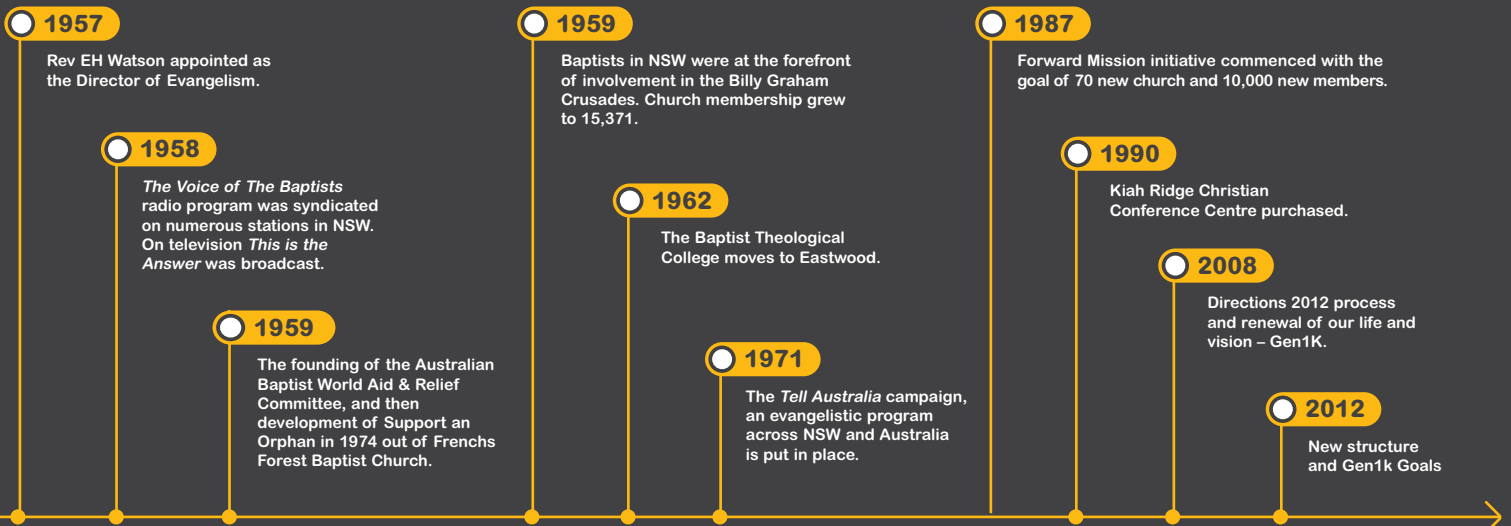 1957
Rev EH Watson appointed as
the Director of Evangelism.
1958
The Voice of The Baptists
radio program was syndicated
on numerous stations in NSW.
On television This is the
Answer was broadcast.
1959
The founding of the Australian
Baptist World Aid & Relief
Committee, and then
development of Support an
Orphan in 1974 out of Frenchs
Forest Baptist Church.
1959
Baptists in NSW were at the forefront
of involvement in the Billy Graham
Crusades. Church membership grew
to 15,371.
1962
The Baptist Theological
College moves to Eastwood.
1971
The Tell Australia campaign,
an evangelistic program
across NSW and Australia
is put in place.
1987
Forward Mission initiative commenced with the
goal of 70 new church and 10,000 new members.
1990
Kiah Ridge Christian
Conference Centre purchased.
2008
Directions 2012 process
and renewal of our life and
vision – Gen1K.
2012
New structure
and Gen1k Goals